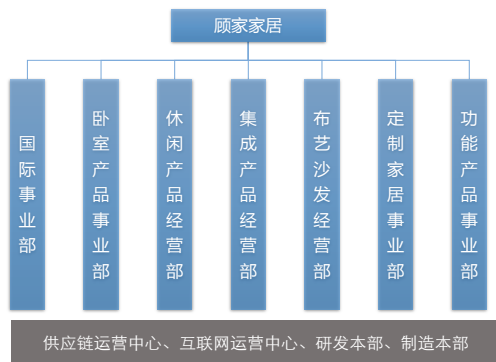 顾家家居
国际事业部
卧室产品事业部
休闲产品经营部
集成产品经营部
布艺沙发经营部
定制家居事业部
功能产品事业部
供应链运营中心、互联网运营中心、研发本部、制造本部